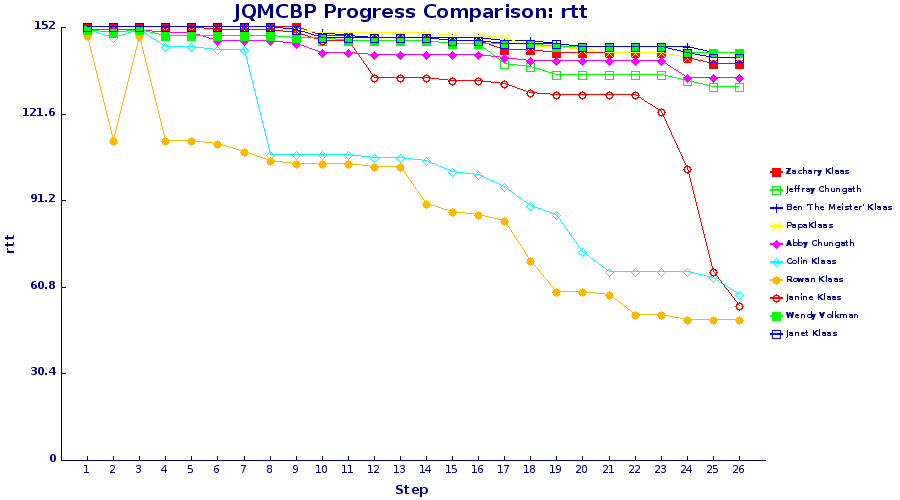 JQMCBP Progress Comparison: rtt
152
121.6
91.2
60.8
30.4
0
rtt
1 2 3 4 5 6 7 8 9 10 11 12 13 14 15 16 17 18 19 20 21 22 23 24 25 26
Step
Zachary Klaas
Jeffray Chungath
Ben 'The Meister' Klaas
PapaKlaas
Abby Chungath
Colin Klaas
Rowan Klaas
Janine Klaas
Wendy Volkman
Janet Klaas